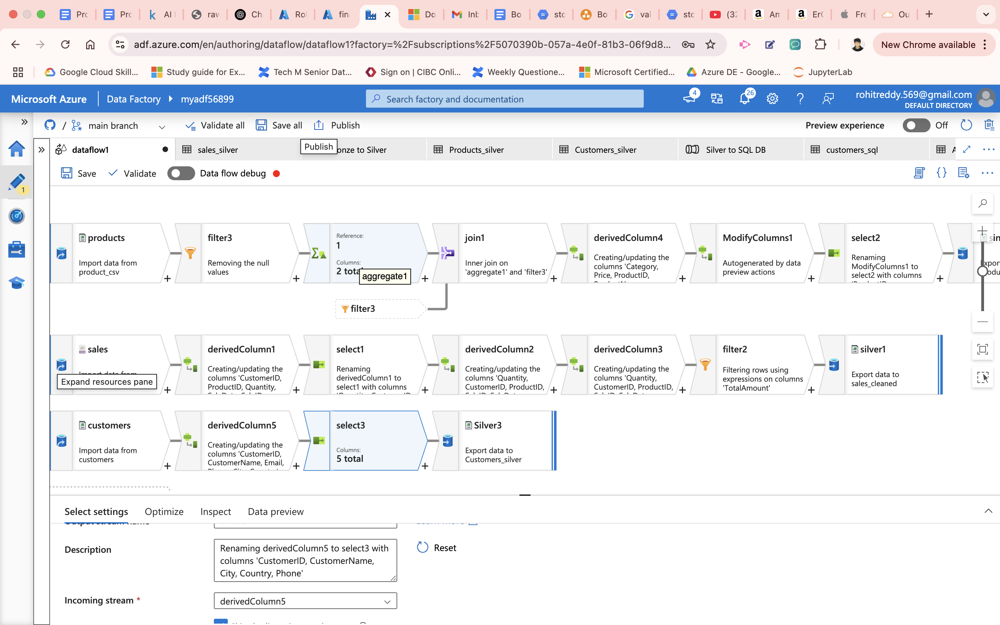 Pro
Pro
AI
raw
Ch
Rol
fin
Do
Inb
Bo
sto
Bo
val
sto
(32
Am
Er
Fre
Ou
adf.azure.com/en/authoring/dataflow/dataflow1?factory=%2Fsubscriptions%2F5070390b-057a-4e0f-81b3-06f9d8...
New Chrome available
Google Cloud Skill...
Study guide for Ex...
Tech M Senior Dat...
Sign on | CIBC Onli...
Weekly Questione...
Microsoft Certified...
Azure DE - Google...
JupyterLab
Microsoft Azure
Data Factory
myadf56899
Search factory and documentation
4
26
rohitreddy.569@gmail.com
DEFAULT DIRECTORY
/
main branch
Validate all
Save all
Publish
Preview experience
Off
dataflow1
sales_silver
Publish
onze to Silver
Products_silver
Customers_silver
Silver to SQL DB
customers_sql
Save
Validate
Data flow debug
1
products
Import data from
product_csv
filter3
Removing the null
values
Reference:
1
Columns:
2 total
aggregate1
join1
Inner join on
'aggregate1' and 'filter3'
derivedColumn4
Creating/updating the
columns 'Category,
Price, ProductID,
ModifyColumns1
Autogenerated by data
preview actions
select2
Renaming
ModifyColumns1 to
select2 with columns
filter3
sales
Import data from
Expand resources pane
derivedColumn1
Creating/updating the
columns 'CustomerID,
ProductID, Quantity,
select1
Renaming
derivedColumn1 to
select1 with columns
derivedColumn2
Creating/updating the
columns 'Quantity,
CustomerID, ProductID,
derivedColumn3
Creating/updating the
columns 'Quantity,
CustomerID, ProductID,
filter2
Filtering rows using
expressions on columns
'TotalAmount'
silver1
Export data to
sales_cleaned
customers
Import data from
customers
derivedColumn5
Creating/updating the
columns 'CustomerID,
CustomerName, Email,
select3
Columns:
5 total
Silver3
Export data to
Customers_silver
Select settings
Optimize
Inspect
Data preview
Description
Renaming derivedColumn5 to select3 with
columns 'CustomerID, CustomerName,
City, Country, Phone'
Reset
Incoming stream *
derivedColumn5